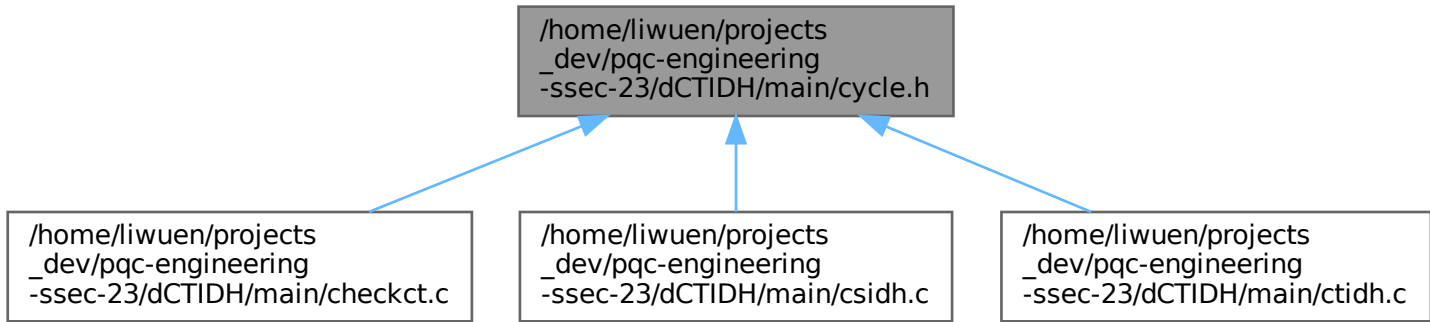 /home/liwuen/projects
_dev/pqc-engineering
-ssec-23/dCTIDH/main/cycle.h
/home/liwuen/projects
_dev/pqc-engineering
-ssec-23/dCTIDH/main/checkct.c
/home/liwuen/projects
_dev/pqc-engineering
-ssec-23/dCTIDH/main/csidh.c
/home/liwuen/projects
_dev/pqc-engineering
-ssec-23/dCTIDH/main/ctidh.c